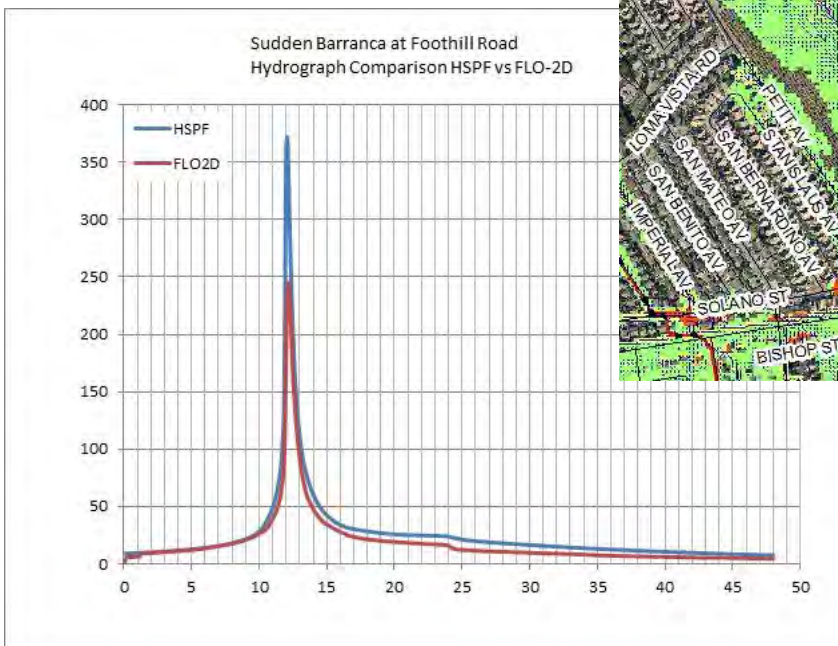 Sudden Barranca at Foothill Road
Hydrograph Comparison HSPF vs FLO-2D
400
350
300
250
200
150
100
50
0
HSPF
FLO2D
0 5 10 15 20 25 30 35 40 45 50
LOMA VISTA RD
PETIT AV
STANISLAUS AV
SAN BERNARDINO AV
SAN MATEO AV
SAN BENITO AV
IMPERIAL AV
SOLANO ST
BISHOP ST